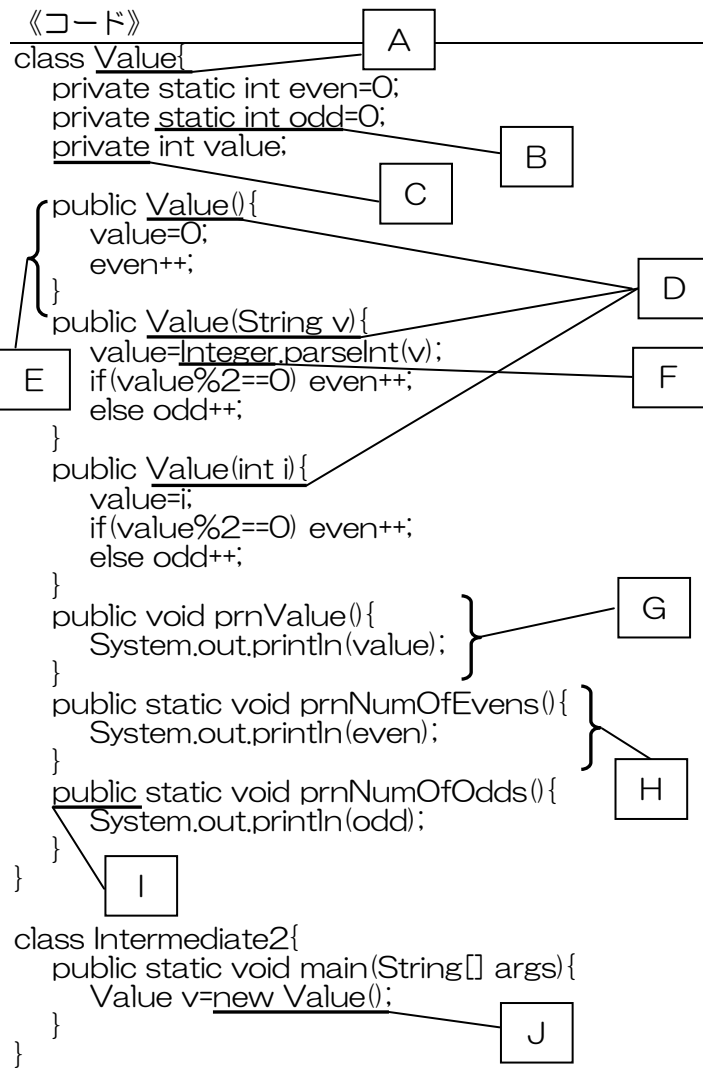 《コード》
A
class Value{
private static int even=0;
private static int odd=0;
B
private int value;
C
public Value(){
value=0;
even++;
}
D
public Value(String v){
value=Integer.parseInt(v);
E
F
if(value%2==0) even++;
else odd++;
}
public Value(int i){
value=i;
if(value%2==0) even++;
else odd++;
}
G
public void prnValue(){
System.out.println(value);
}
public static void prnNumOfEvens(){
System.out.println(even);
}
H
public static void prnNumOfOdds(){
System.out.println(odd);
}
I
}
class Intermediate2{
public static void main(String[] args){
Value v=new Value();
}
J
}